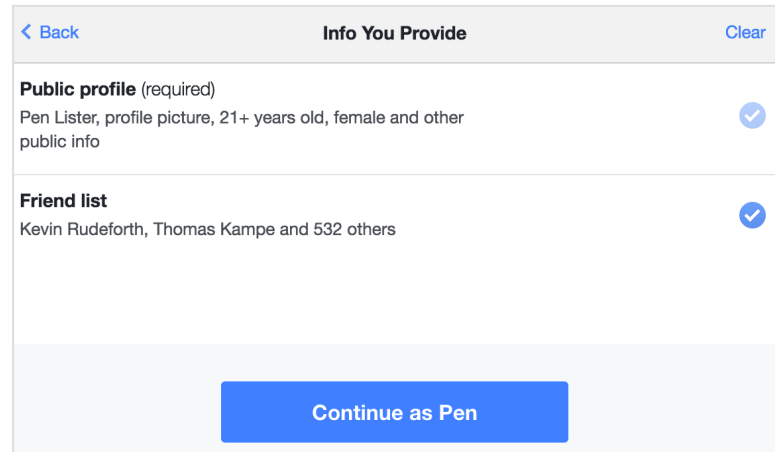 Back Info You Provide Clear
Public profile (required)
Pen Lister, profile picture, 21+ years old, female and other
public info
Friend list
Kevin Rudeforth, Thomas Kampe and 532 others
Continue as Pen